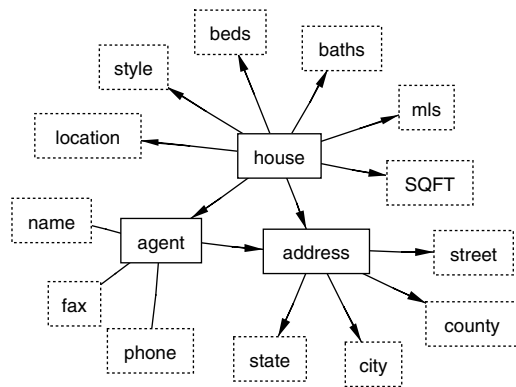 beds
baths
style
mls
location
house
SQFT
name
agent
address
street
fax
county
phone
state
city